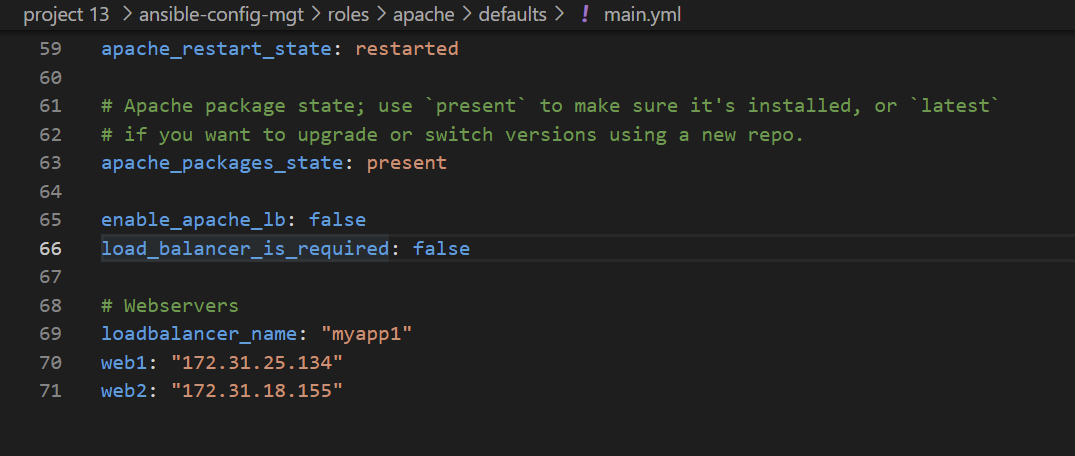 project 13 > ansible-config-mgt > roles > apache > defaults > ! main.yml
59 apache_restart_state: restarted
60
61 # Apache package state; use `present` to make sure it's installed, or `latest`
62 # if you want to upgrade or switch versions using a new repo.
63 apache_packages_state: present
64
65 enable_apache_lb: false
66 load_balancer_is_required: false
67
68 # Webservers
69 loadbalancer_name: "myapp1"
70 web1: "172.31.25.134"
71 web2: "172.31.18.155"